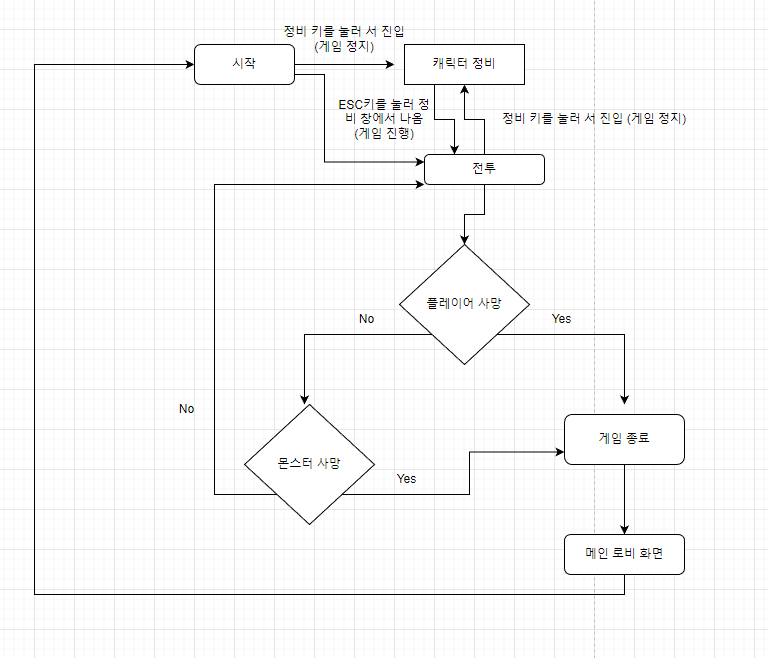 정비 키를 눌러 서 진입
(게임 정지)
시작
캐릭터 정비
ESC키를 눌러 정
비 창에서 나옴
(게임 진행)
정비 키를 눌러 서 진입 (게임 정지)
전투
플레이어 사망
No
Yes
No
몬스터 사망
Yes
게임 종료
메인 로비 화면